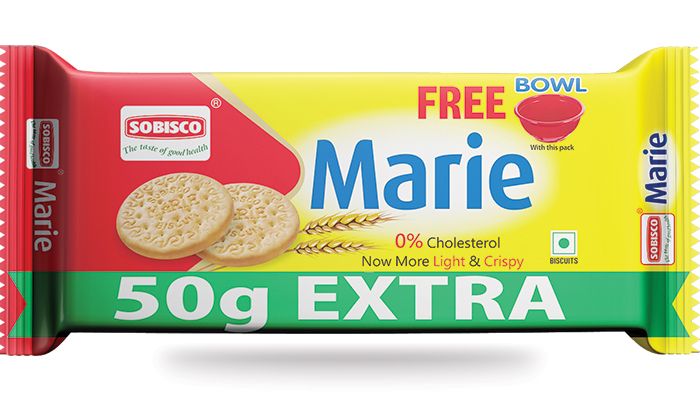 FREE BOWL
With this pack
SOBISCO
®
The taste of good health
Marie
0% Cholesterol
Now More Light & Crispy
BISCUITS
50g EXTRA
SOBISCO
Marie
SOBISCO
Marie